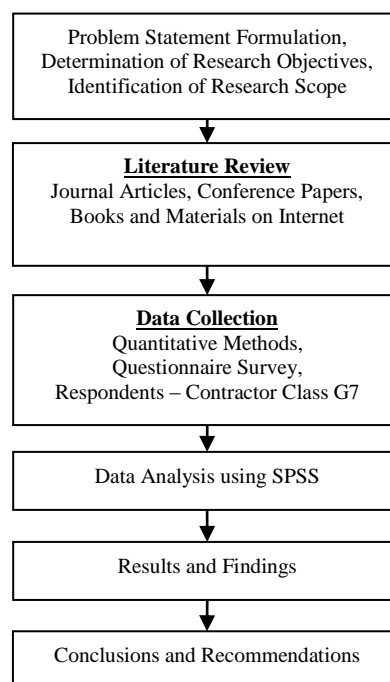 Problem Statement Formulation,
Determination of Research Objectives,
Identification of Research Scope
Literature Review
Journal Articles, Conference Papers,
Books and Materials on Internet
Data Collection
Quantitative Methods,
Questionnaire Survey,
Respondents – Contractor Class G7
Data Analysis using SPSS
Results and Findings
Conclusions and Recommendations